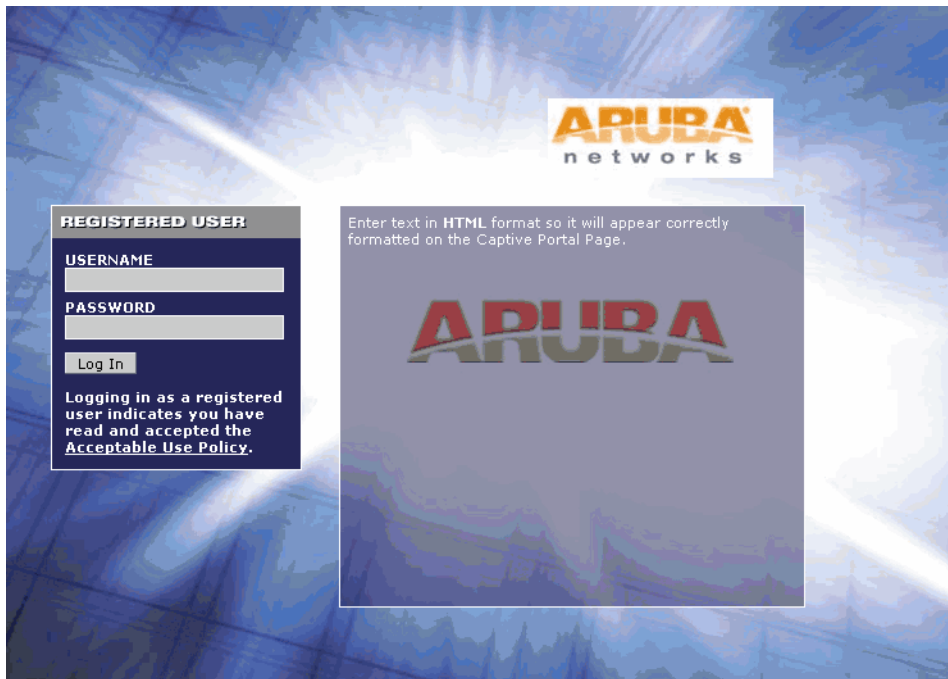 ARUBA
networks
REGISTERED USER
USERNAME
PASSWORD
Log In
Logging in as a registered
user indicates you have
read and accepted the
Acceptable Use Policy.
Enter text in HTML format so it will appear correctly
formatted on the Captive Portal Page.
ARUBA